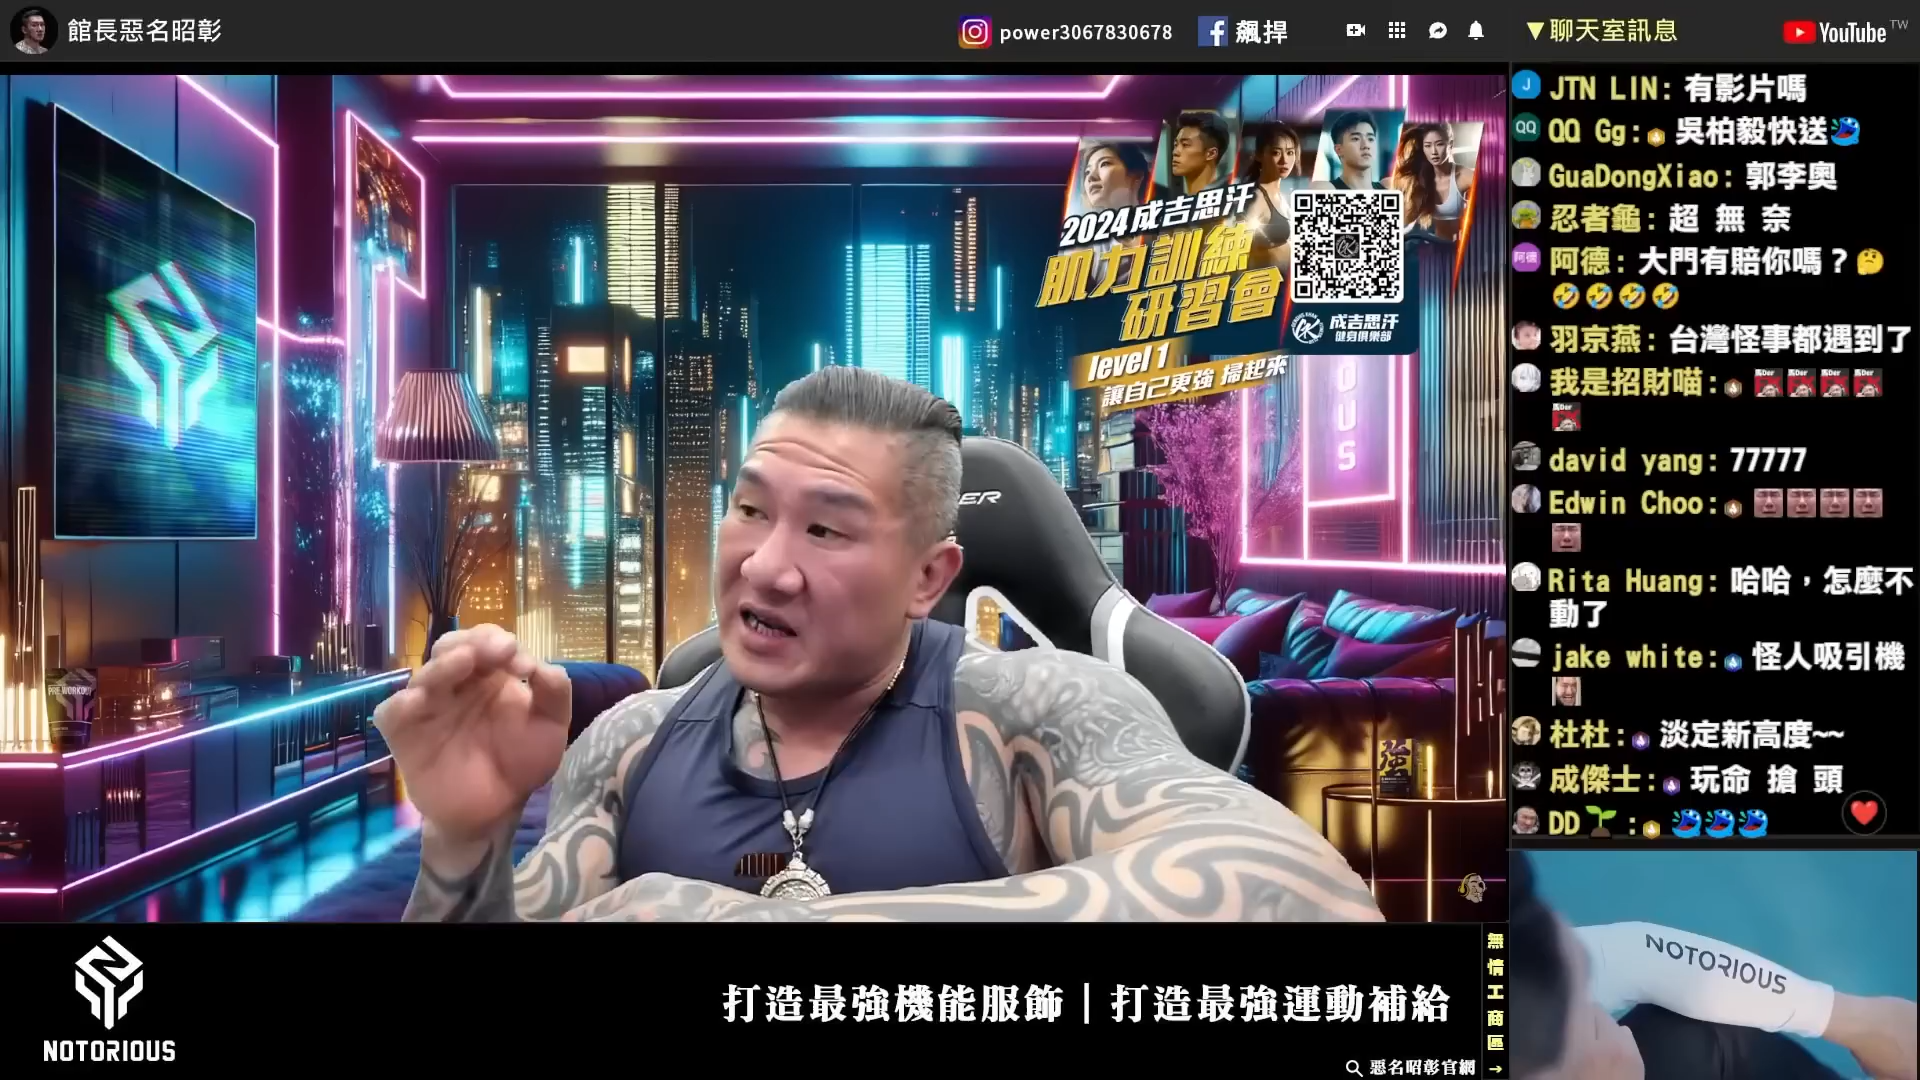 館長惡名昭彰
power3067830678
飆捍
▼聊天室訊息
YouTube TW
2024成吉思汗
肌力訓練
研習會
level 1
讓自己更強 掃起來
成吉思汗
健身俱樂部
OUS
ER
PRE WORKOUT
強
JTN LIN: 有影片嗎
QQ Gg: 吳柏毅快送
GuaDongXiao: 郭李奧
忍者龜: 超 無 奈
阿德: 大門有賠你嗎？
羽京燕: 台灣怪事都遇到了
我是招財喵:
david yang: 77777
Edwin Choo:
Rita Huang: 哈哈，怎麼不
動了
jake white: 怪人吸引機
杜杜: 淡定新高度~~
成傑士: 玩命 搶 頭
DD :
NOTORIOUS
打造最強機能服飾｜打造最強運動補給
惡名昭彰官網
無情工商區→
NOTORIOUS